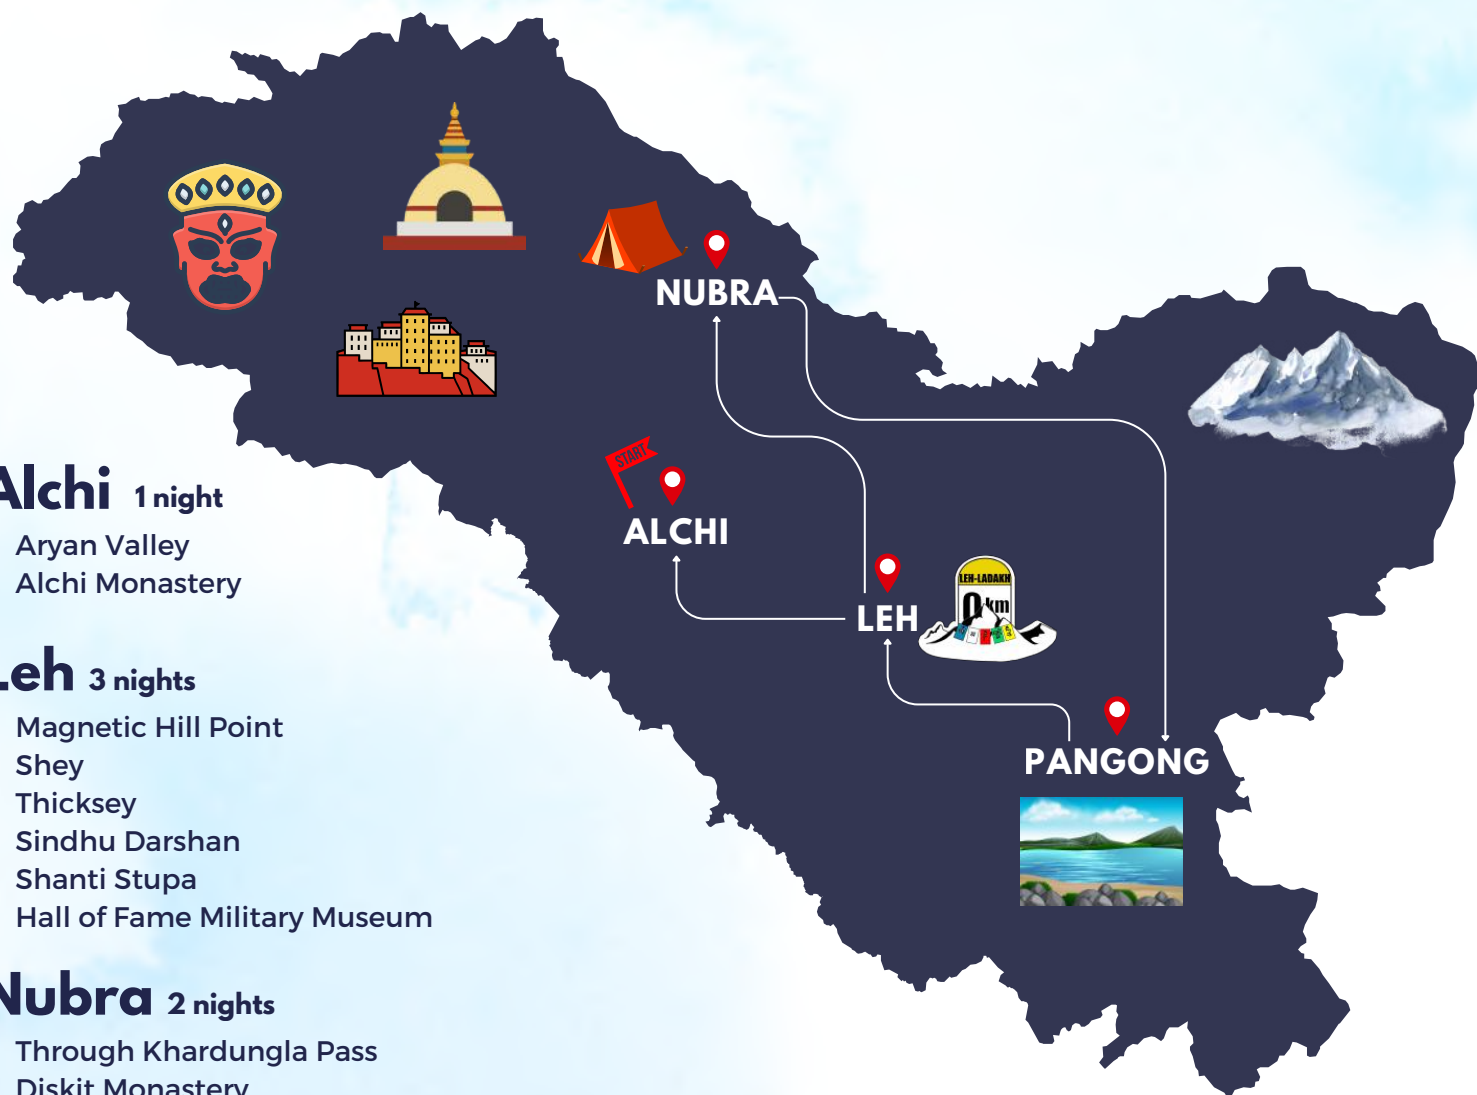 NUBRA
START
ALCHI
LEH-LADAKH
0 km
LEH
PANGONG
Alchi 1 night
Aryan Valley
Alchi Monastery
Leh 3 nights
Magnetic Hill Point
Shey
Thicksey
Sindhu Darshan
Shanti Stupa
Hall of Fame Military Museum
Nubra 2 nights
Through Khardungla Pass
Diskit Monastery